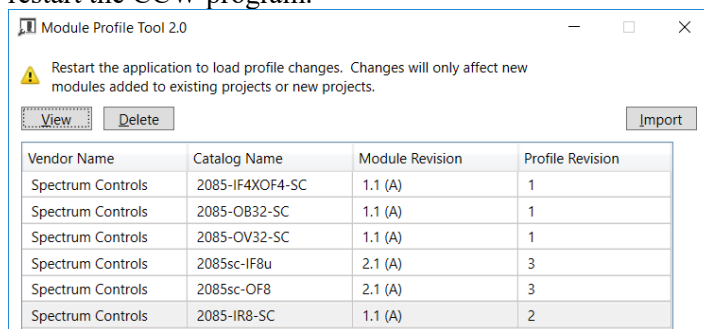 restart the CCW program.
Module Profile Tool 2.0
Restart the application to load profile changes. Changes will only affect new
modules added to existing projects or new projects.
View Delete Import
Vendor Name Catalog Name Module Revision Profile Revision
Spectrum Controls 2085-IF4XOF4-SC 1.1 (A) 1
Spectrum Controls 2085-OB32-SC 1.1 (A) 1
Spectrum Controls 2085-OV32-SC 1.1 (A) 1
Spectrum Controls 2085sc-IF8u 2.1 (A) 3
Spectrum Controls 2085sc-OF8 2.1 (A) 3
Spectrum Controls 2085-IR8-SC 1.1 (A) 2